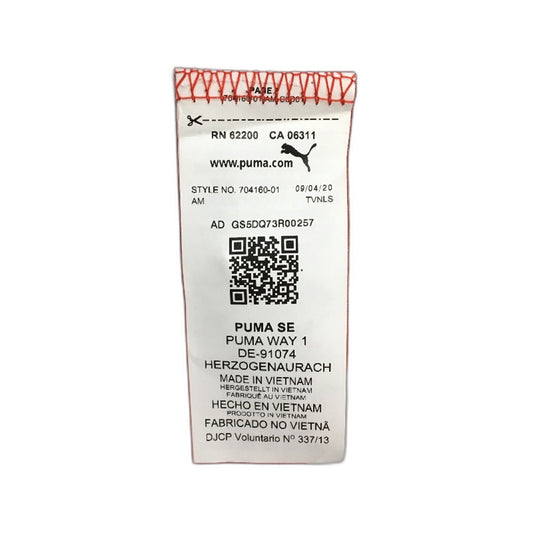 PAGE
RN 62200 CA 06311
www.puma.com
STYLE NO. 704160-01 09/04/20
AM TVNLS
AD GS5DQ73R00257
PUMA SE
PUMA WAY 1
DE-91074
HERZOGENAURACH
MADE IN VIETNAM
HERGESTELLT IN VIETNAM
FABRIQUÉ AU VIETNAM
HECHO EN VIETNAM
PRODOTTO IN VIETNAM
FABRICADO NO VIETNÃ
DJCP Voluntario Nº 337/13